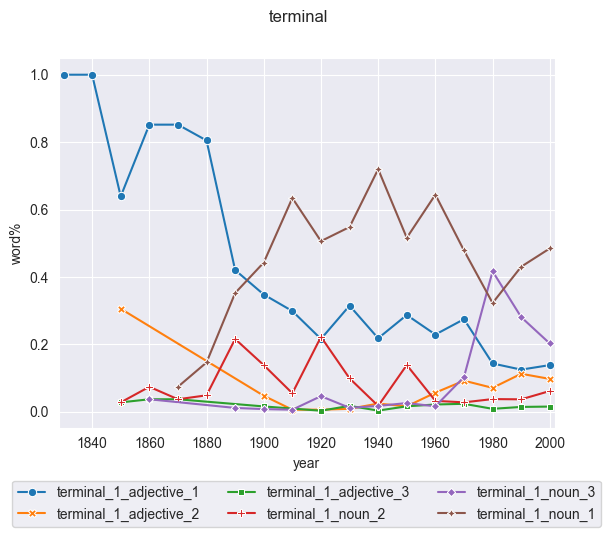 terminal
1.0
0.8
0.6
0.4
0.2
0.0
word%
1840 1860 1880 1900 1920 1940 1960 1980 2000
year
terminal_1_adjective_1 terminal_1_adjective_3 terminal_1_noun_3
terminal_1_adjective_2 terminal_1_noun_2 terminal_1_noun_1